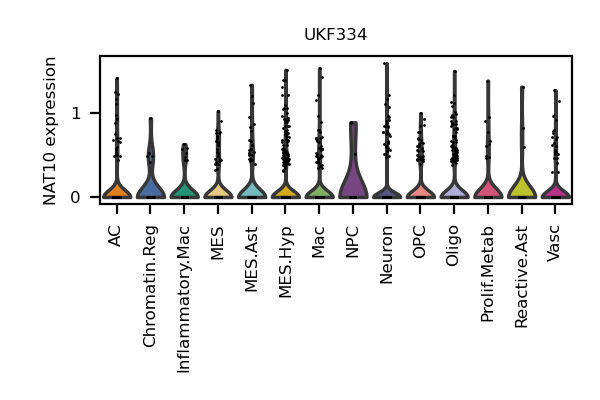 UKF334
NAT10 expression
1
0
AC
Chromatin.Reg
Inflammatory.Mac
MES
MES.Ast
MES.Hyp
Mac
NPC
Neuron
OPC
Oligo
Prolif.Metab
Reactive.Ast
Vasc